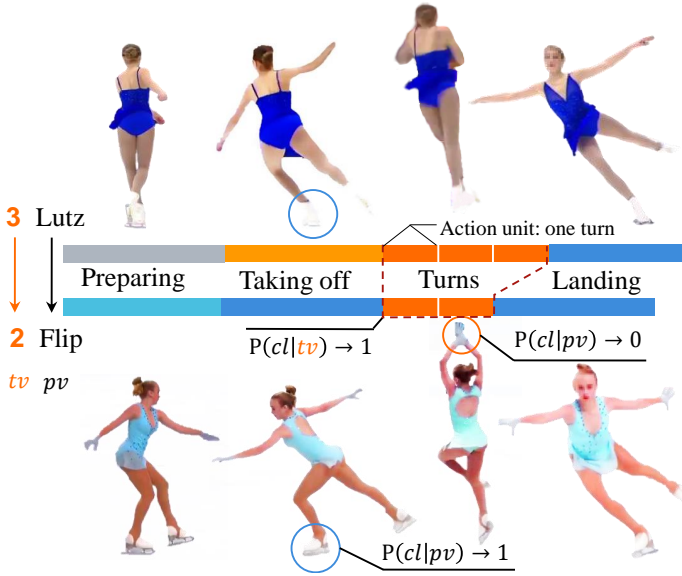 Action unit: one turn
3 Lutz
Preparing Taking off Turns Landing
2 Flip
P(cl|tv) → 1
P(cl|pv) → 0
tv pv
P(cl|pv) → 1